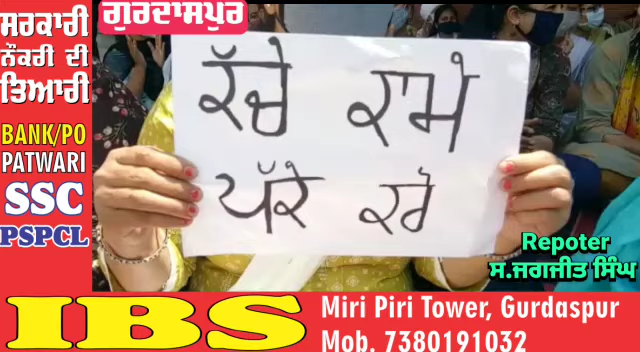 ਸਰਕਾਰੀ
ਨੌਕਰੀ ਦੀ
ਤਿਆਰੀ
BANK/PO
PATWARI
SSC
PSPCL
ਗੁਰਦਾਸਪੁਰ
ਕੱਚੇ ਕਾਮੇ
ਪੱਕੇ ਕਰੋ
Repoter
ਸ.ਜਗਜੀਤ ਸਿੰਘ
IBS
Miri Piri Tower, Gurdaspur
Mob. 7380191032